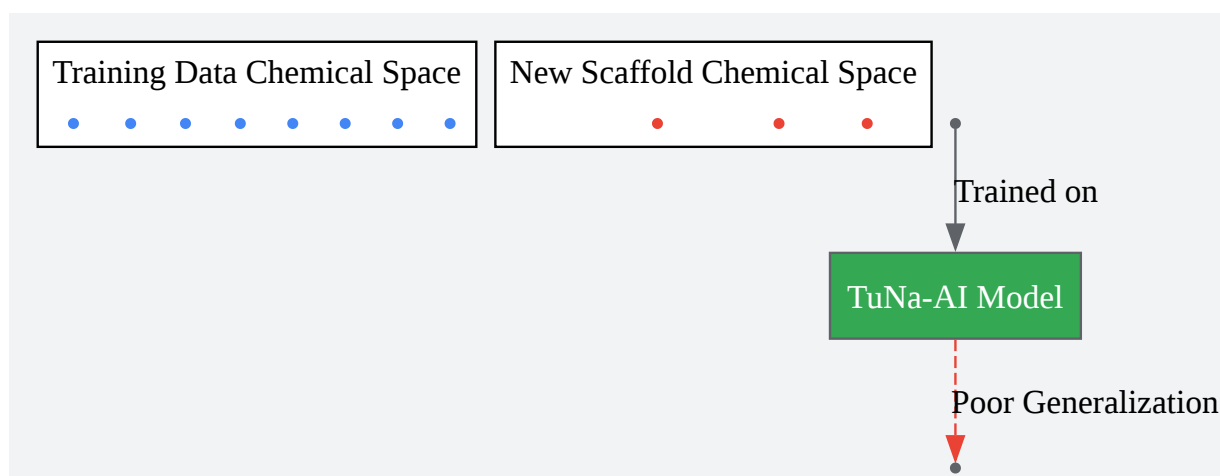 Training Data Chemical Space
New Scaffold Chemical Space
Trained on
TuNa-AI Model
Poor Generalization